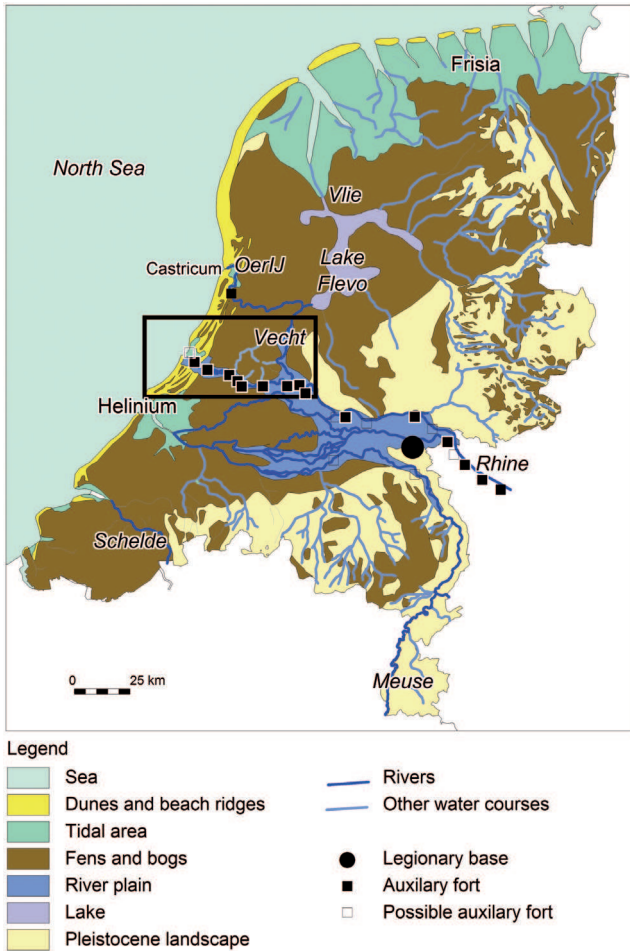 Frisia
North Sea
Vlie
Castricum
OerIJ
Lake
Flevo
Vecht
Helinium
Rhine
Schelde
Meuse
0 25 km
Legend
Sea
Dunes and beach ridges
Tidal area
Fens and bogs
River plain
Lake
Pleistocene landscape
Rivers
Other water courses
Legionary base
Auxilary fort
Possible auxilary fort